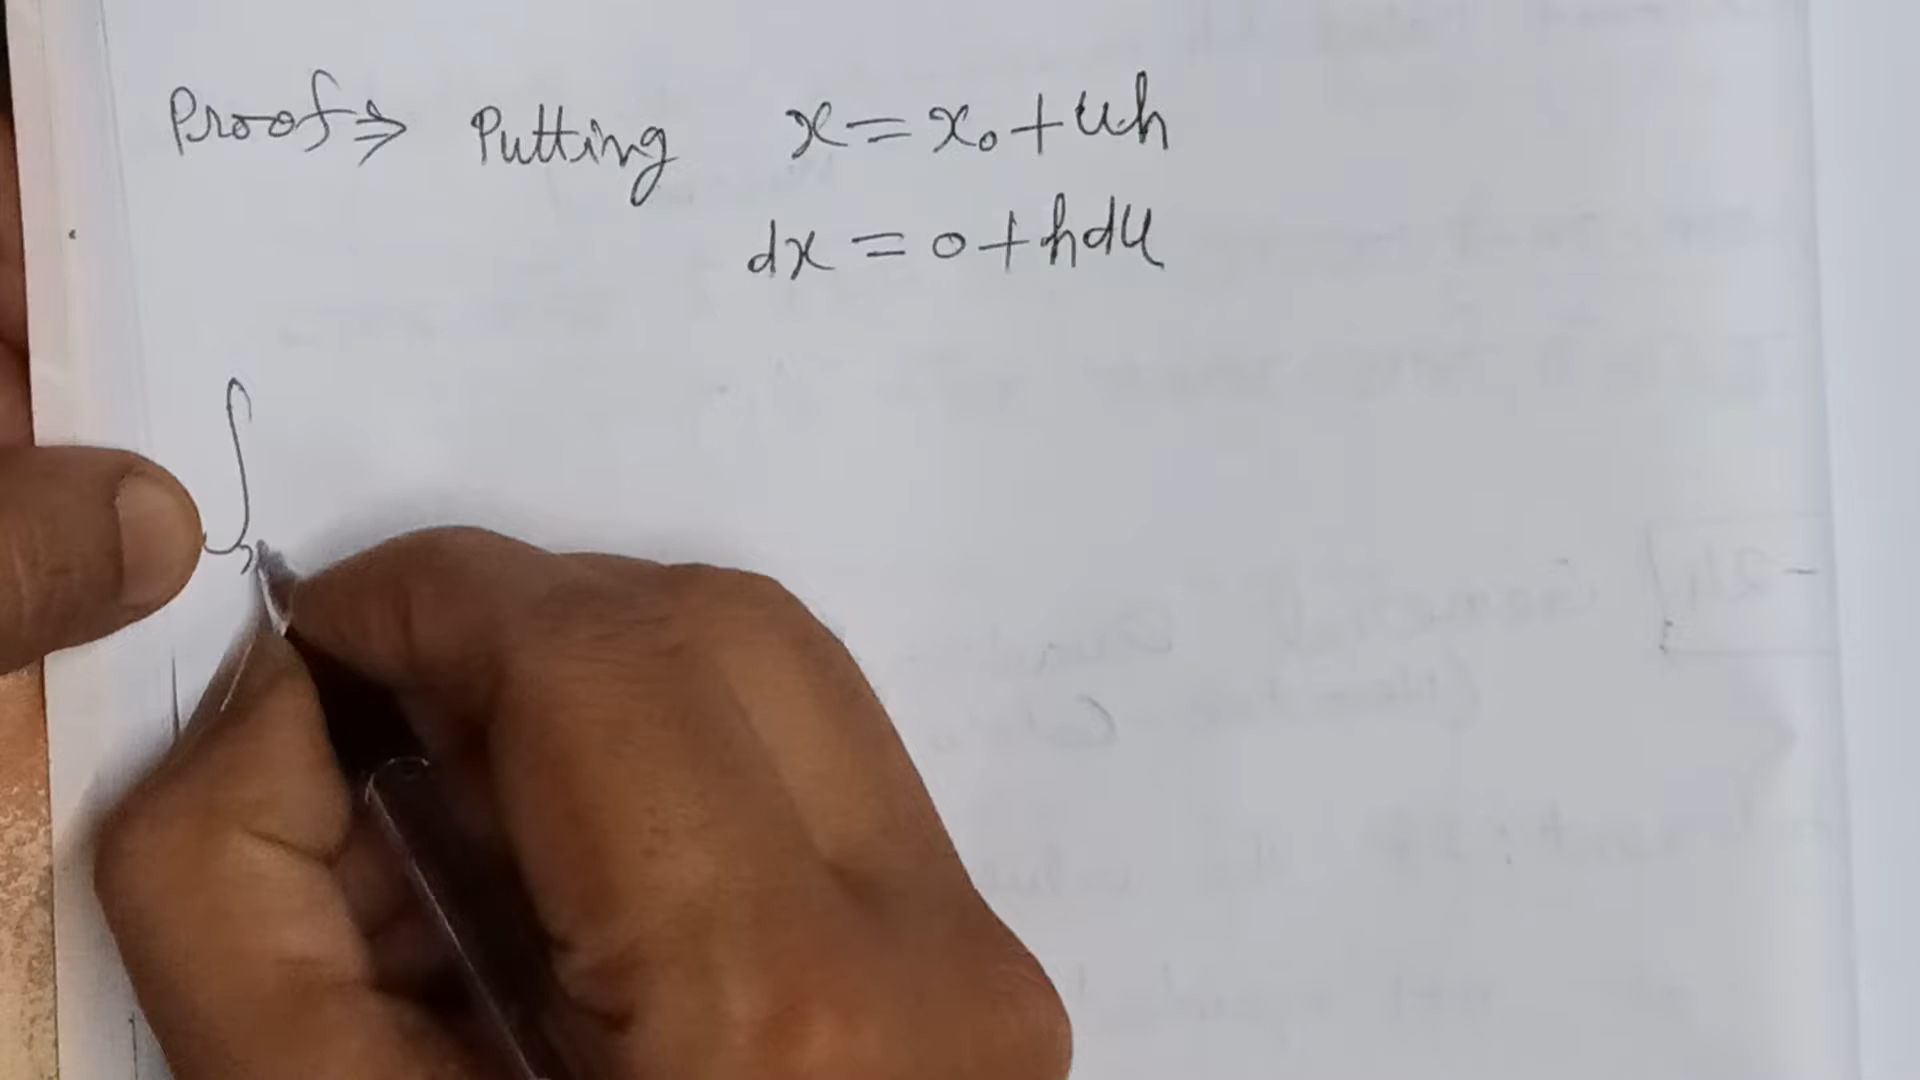 Proof ⇒ Putting x = x₀ + uh
dx = 0 + hdu
∫